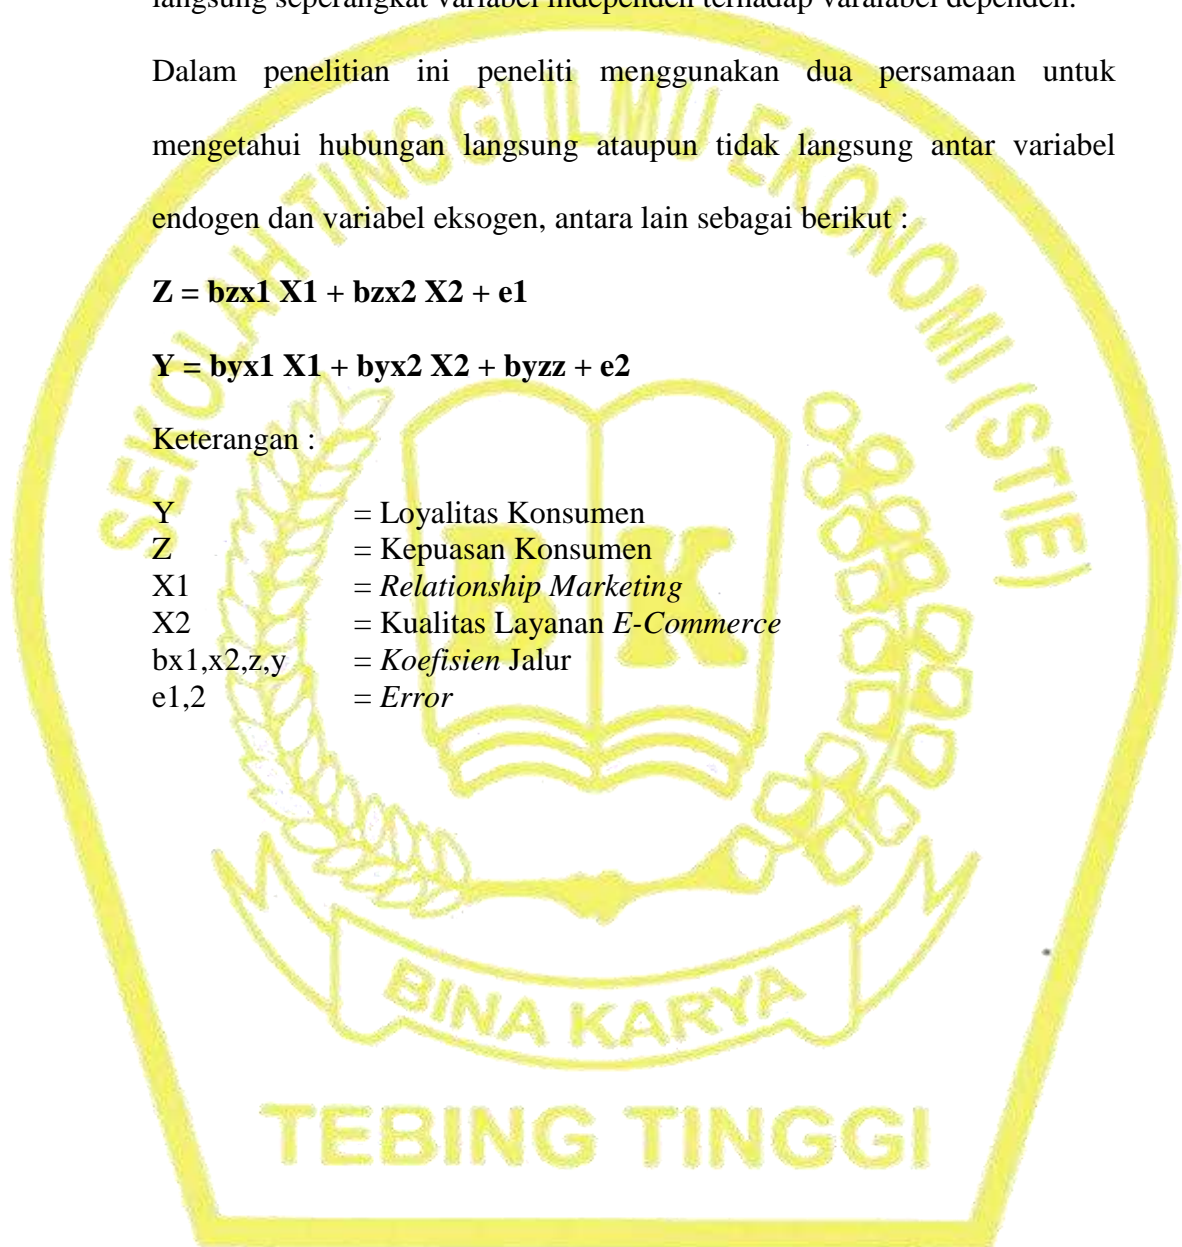 langsung seperangkat variabel independen terhadap varaiabel dependen.
Dalam penelitian ini peneliti menggunakan dua persamaan untuk
mengetahui hubungan langsung ataupun tidak langsung antar variabel
endogen dan variabel eksogen, antara lain sebagai berikut :
Z = bzx1 X1 + bzx2 X2 + e1
Y = byx1 X1 + byx2 X2 + byzz + e2
Keterangan :
Y = Loyalitas Konsumen
Z = Kepuasan Konsumen
X1 = Relationship Marketing
X2 = Kualitas Layanan E-Commerce
bx1,x2,z,y = Koefisien Jalur
e1,2 = Error
SEKOLAH TINGGI ILMU EKONOMI (STIE)
B K
BINA KARYA
TEBING TINGGI